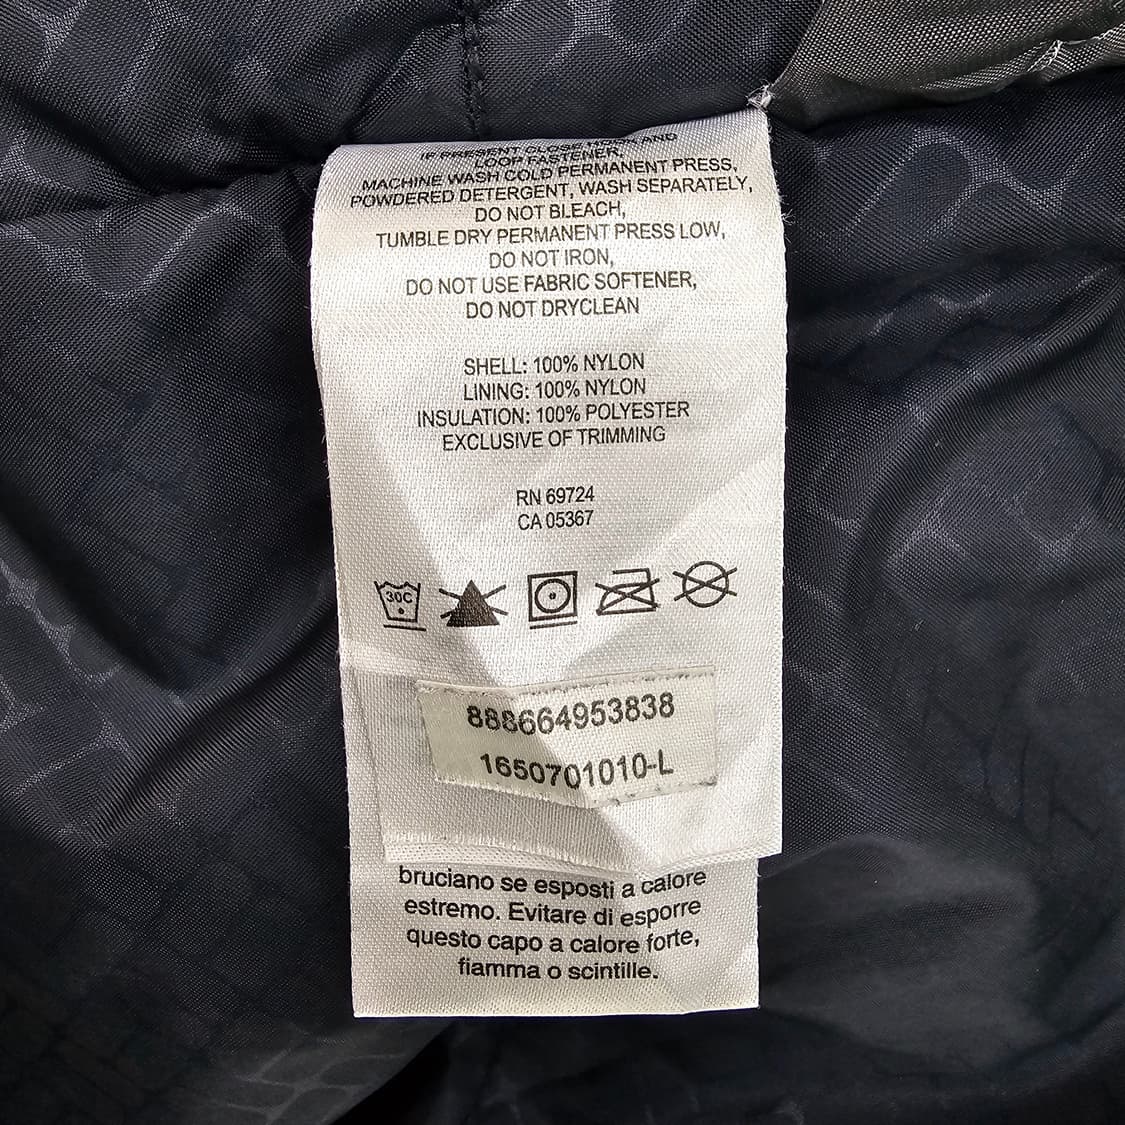 IF PRESENT CLOSE HOOK AND
LOOP FASTENER,
MACHINE WASH COLD PERMANENT PRESS,
POWDERED DETERGENT, WASH SEPARATELY,
DO NOT BLEACH,
TUMBLE DRY PERMANENT PRESS LOW,
DO NOT IRON,
DO NOT USE FABRIC SOFTENER,
DO NOT DRYCLEAN
SHELL: 100% NYLON
LINING: 100% NYLON
INSULATION: 100% POLYESTER
EXCLUSIVE OF TRIMMING
RN 69724
CA 05367
30C
888664953838
1650701010-L
bruciano se esposti a calore
estremo. Evitare di esporre
questo capo a calore forte,
fiamma o scintille.